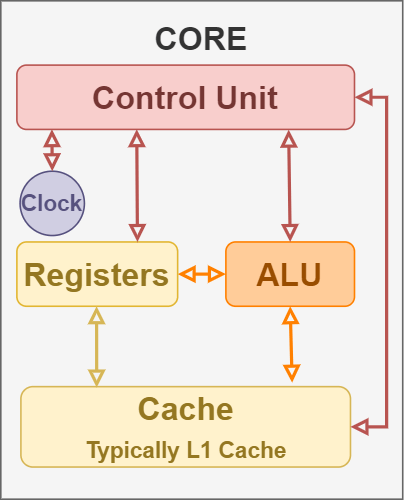 CORE
Control Unit
Clock
Registers
ALU
Cache
Typically L1 Cache